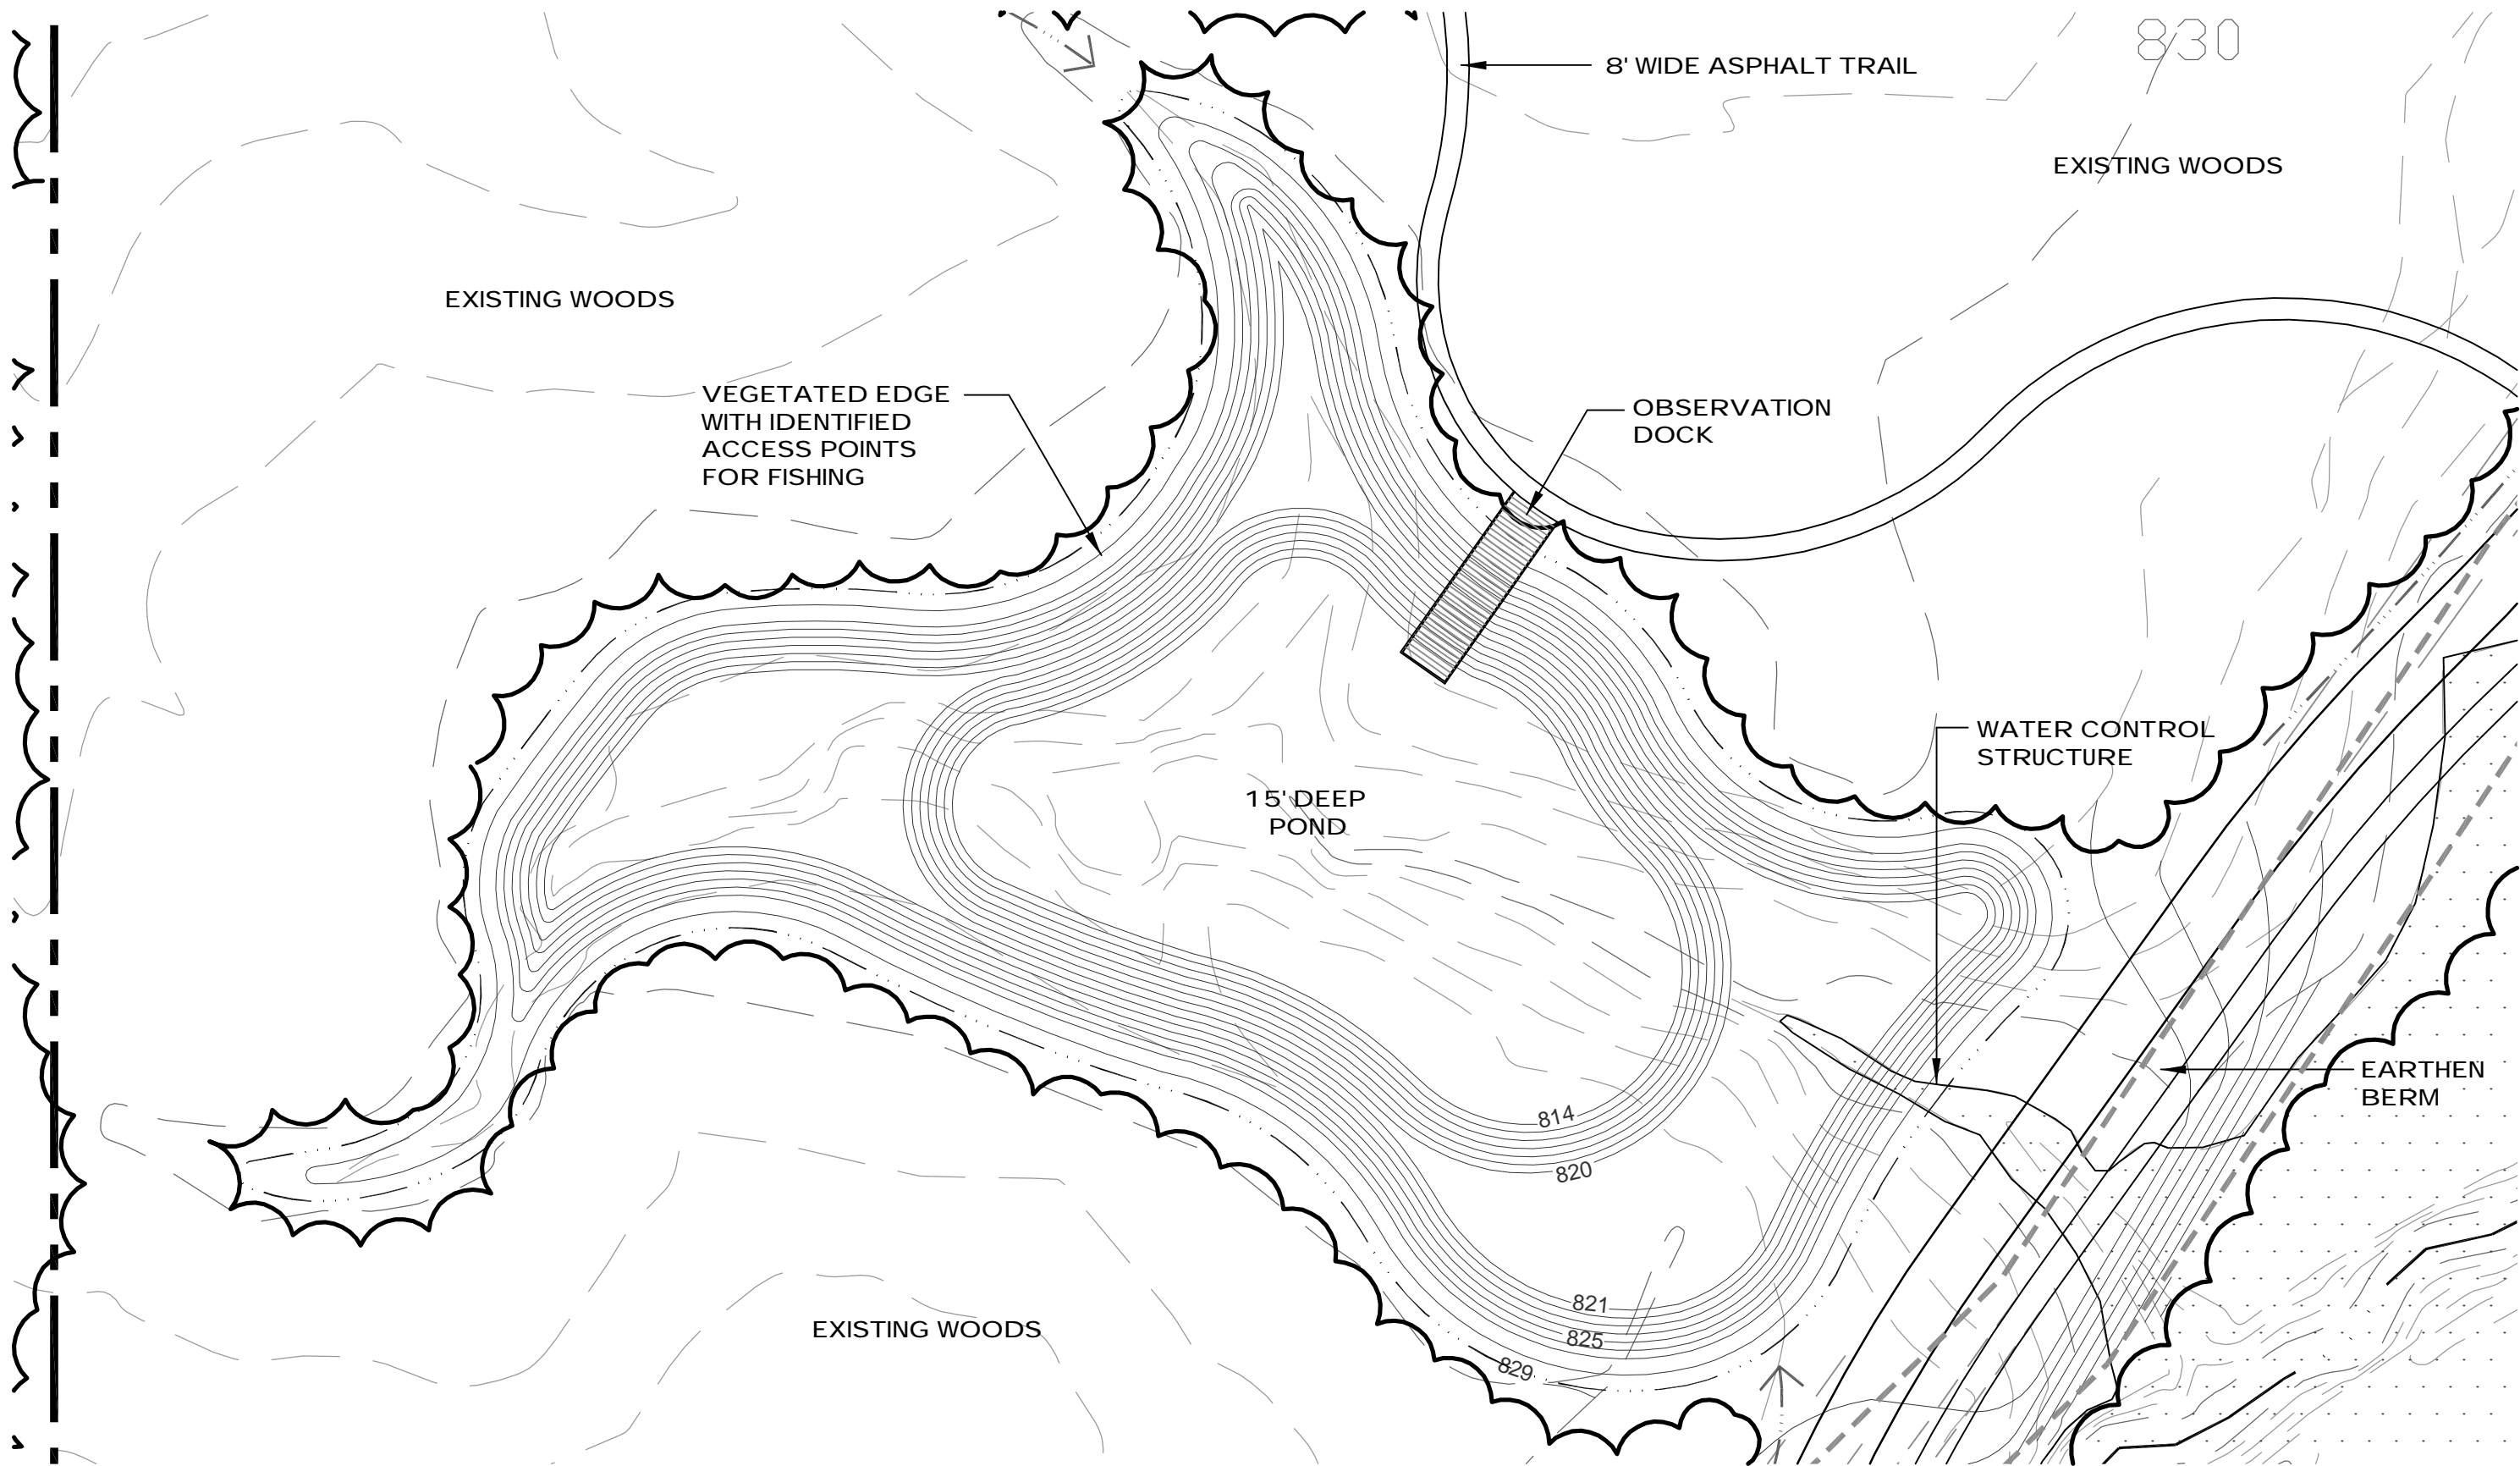 830
8' WIDE ASPHALT TRAIL
EXISTING WOODS
EXISTING WOODS
VEGETATED EDGE
WITH IDENTIFIED
ACCESS POINTS
FOR FISHING
OBSERVATION
DOCK
WATER CONTROL
STRUCTURE
15' DEEP
POND
EARTHEN
BERM
814
820
821
825
829
EXISTING WOODS